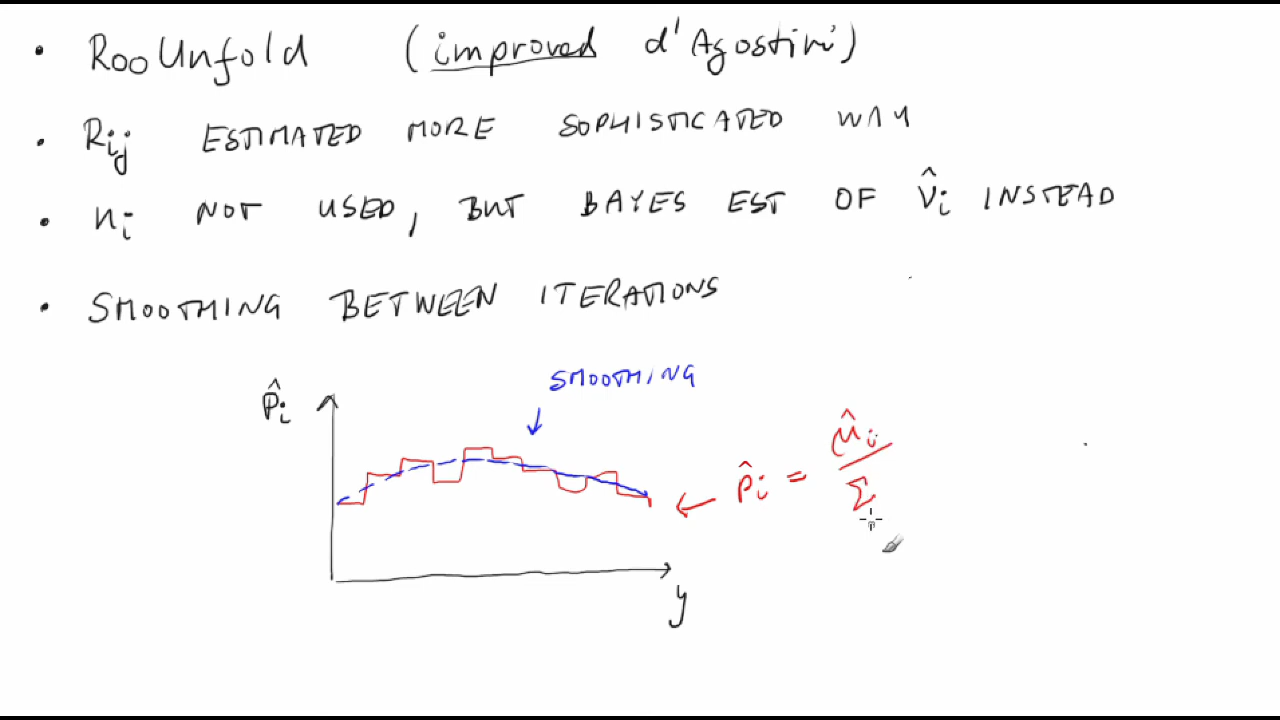 • RooUnfold (improved d'Agostini)
• Rij ESTIMATED MORE SOPHISTICATED WAY
• ni NOT USED, BUT BAYES EST OF ν̂i INSTEAD
• SMOOTHING BETWEEN ITERATIONS
SMOOTHING
p̂i
p̂i = μ̂i / Σ
y